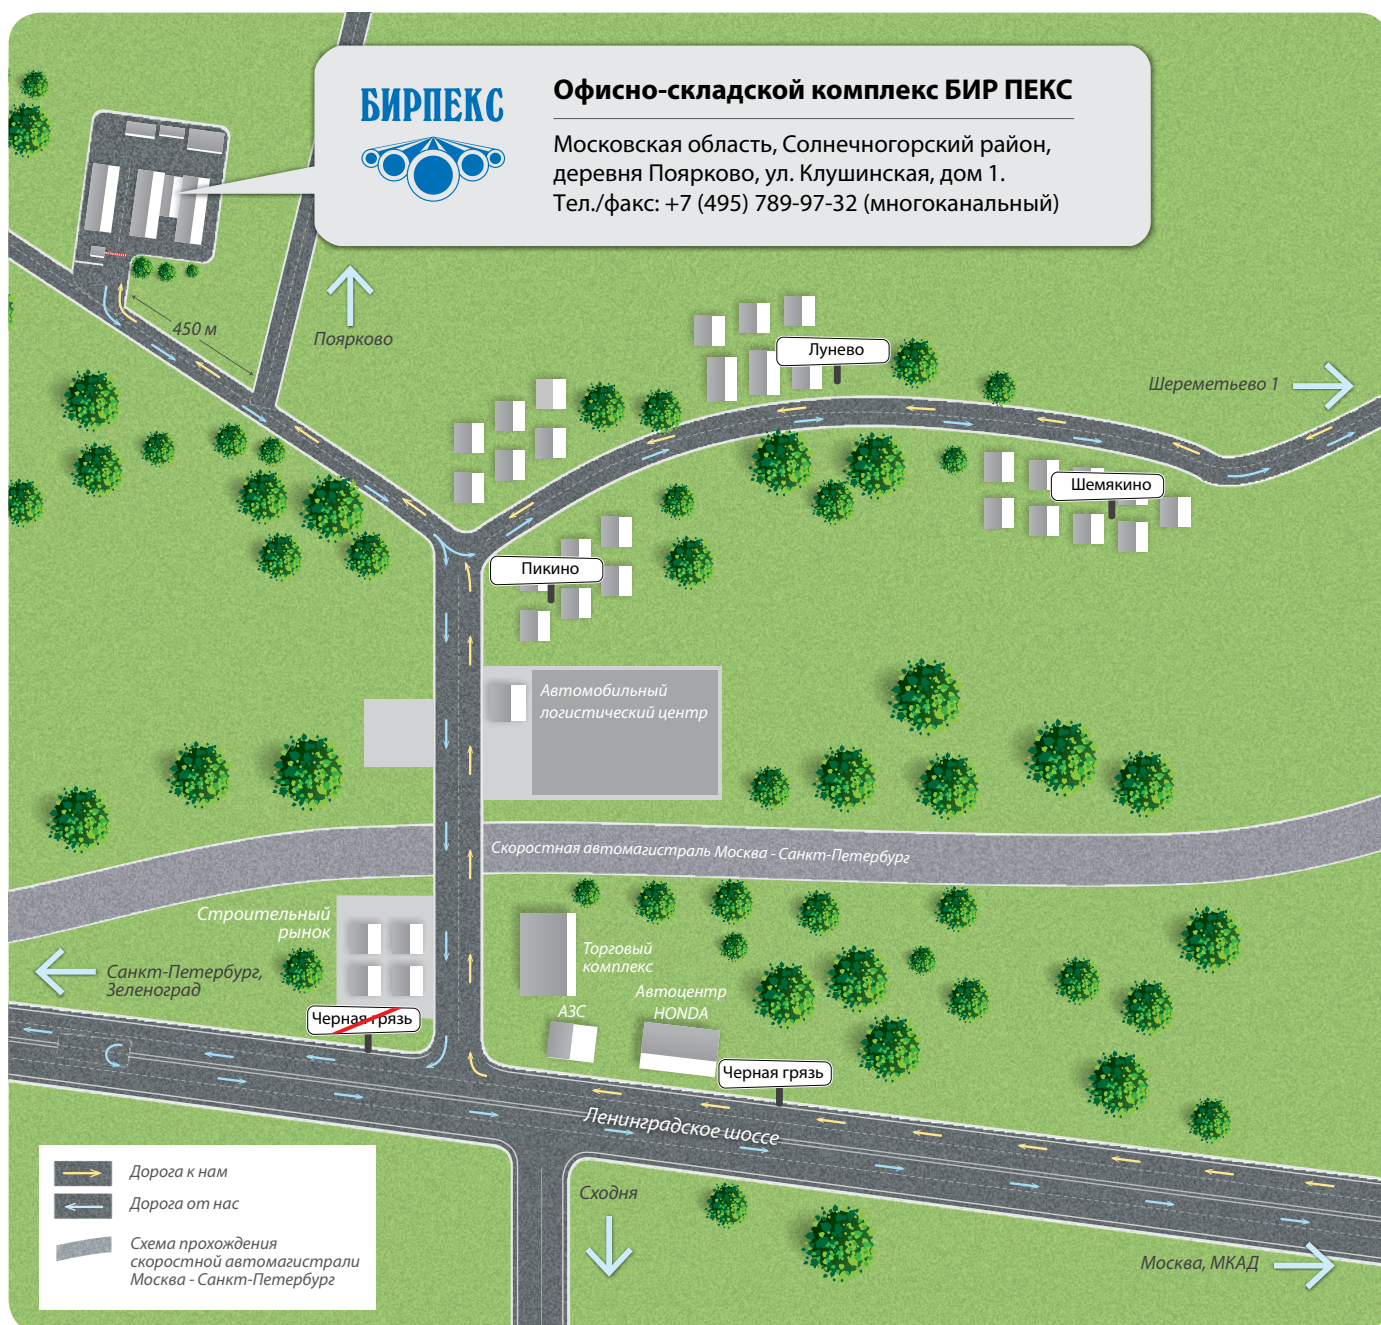 БИРПЕКС
Офисно-складской комплекс БИР ПЕКС
Московская область, Солнечногорский район,
деревня Поярково, ул. Клушинская, дом 1.
Тел./факс: +7 (495) 789-97-32 (многоканальный)
450 м
Поярково
Лунево
Шереметьево 1
Шемякино
Пикино
Автомобильный
логистический центр
Скоростная автомагистраль Москва - Санкт-Петербург
Строительный
рынок
Торговый
комплекс
Санкт-Петербург,
Зеленоград
Автоцентр
HONDA
АЗС
Черная грязь
Черная грязь
Ленинградское шоссе
Сходня
Москва, МКАД
Дорога к нам
Дорога от нас
Схема прохождения
скоростной автомагистрали
Москва - Санкт-Петербург